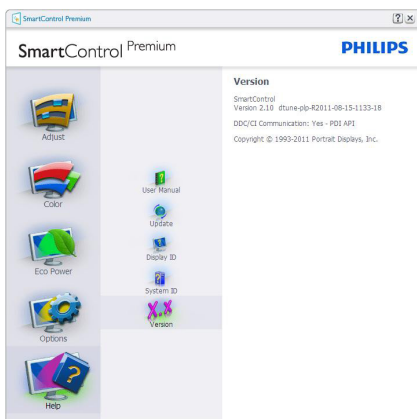 SmartControl Premium
SmartControl Premium
PHILIPS
Adjust
Color
Eco Power
Options
Help
User Manual
Update
Display ID
System ID
X.X
Version
Version
SmartControl
Version 2.10 dtune-plp-R2011-08-15-1133-18
DDC/CI Communication: Yes - PDI API
Copyright © 1993-2011 Portrait Displays, Inc.